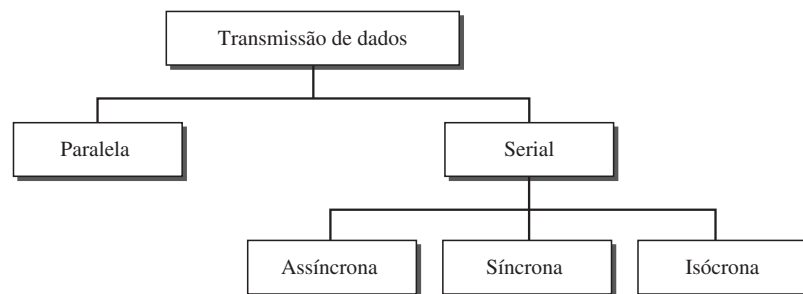 Transmissão de dados
Paralela
Serial
Assíncrona
Síncrona
Isócrona